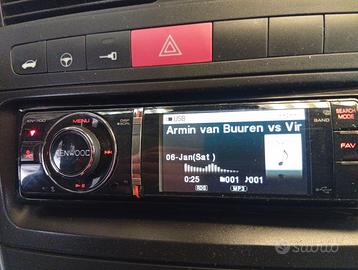 MENU
KENWOOD
USB
Armin van Buuren vs Vir
06-Jan(Sat)
0:25 001 001
RDS MP3
SEARCH
MODE
BAND
FAV
subito